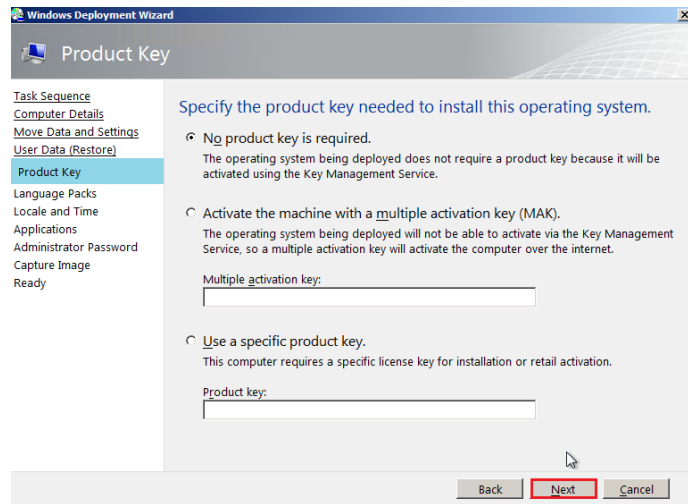 Windows Deployment Wizard
Product Key
Task Sequence
Computer Details
Move Data and Settings
User Data (Restore)
Product Key
Language Packs
Locale and Time
Applications
Administrator Password
Capture Image
Ready
Specify the product key needed to install this operating system.
No product key is required.
The operating system being deployed does not require a product key because it will be
activated using the Key Management Service.
Activate the machine with a multiple activation key (MAK).
The operating system being deployed will not be able to activate via the Key Management
Service, so a multiple activation key will activate the computer over the internet.
Multiple activation key:
Use a specific product key.
This computer requires a specific license key for installation or retail activation.
Product key:
Back Next Cancel